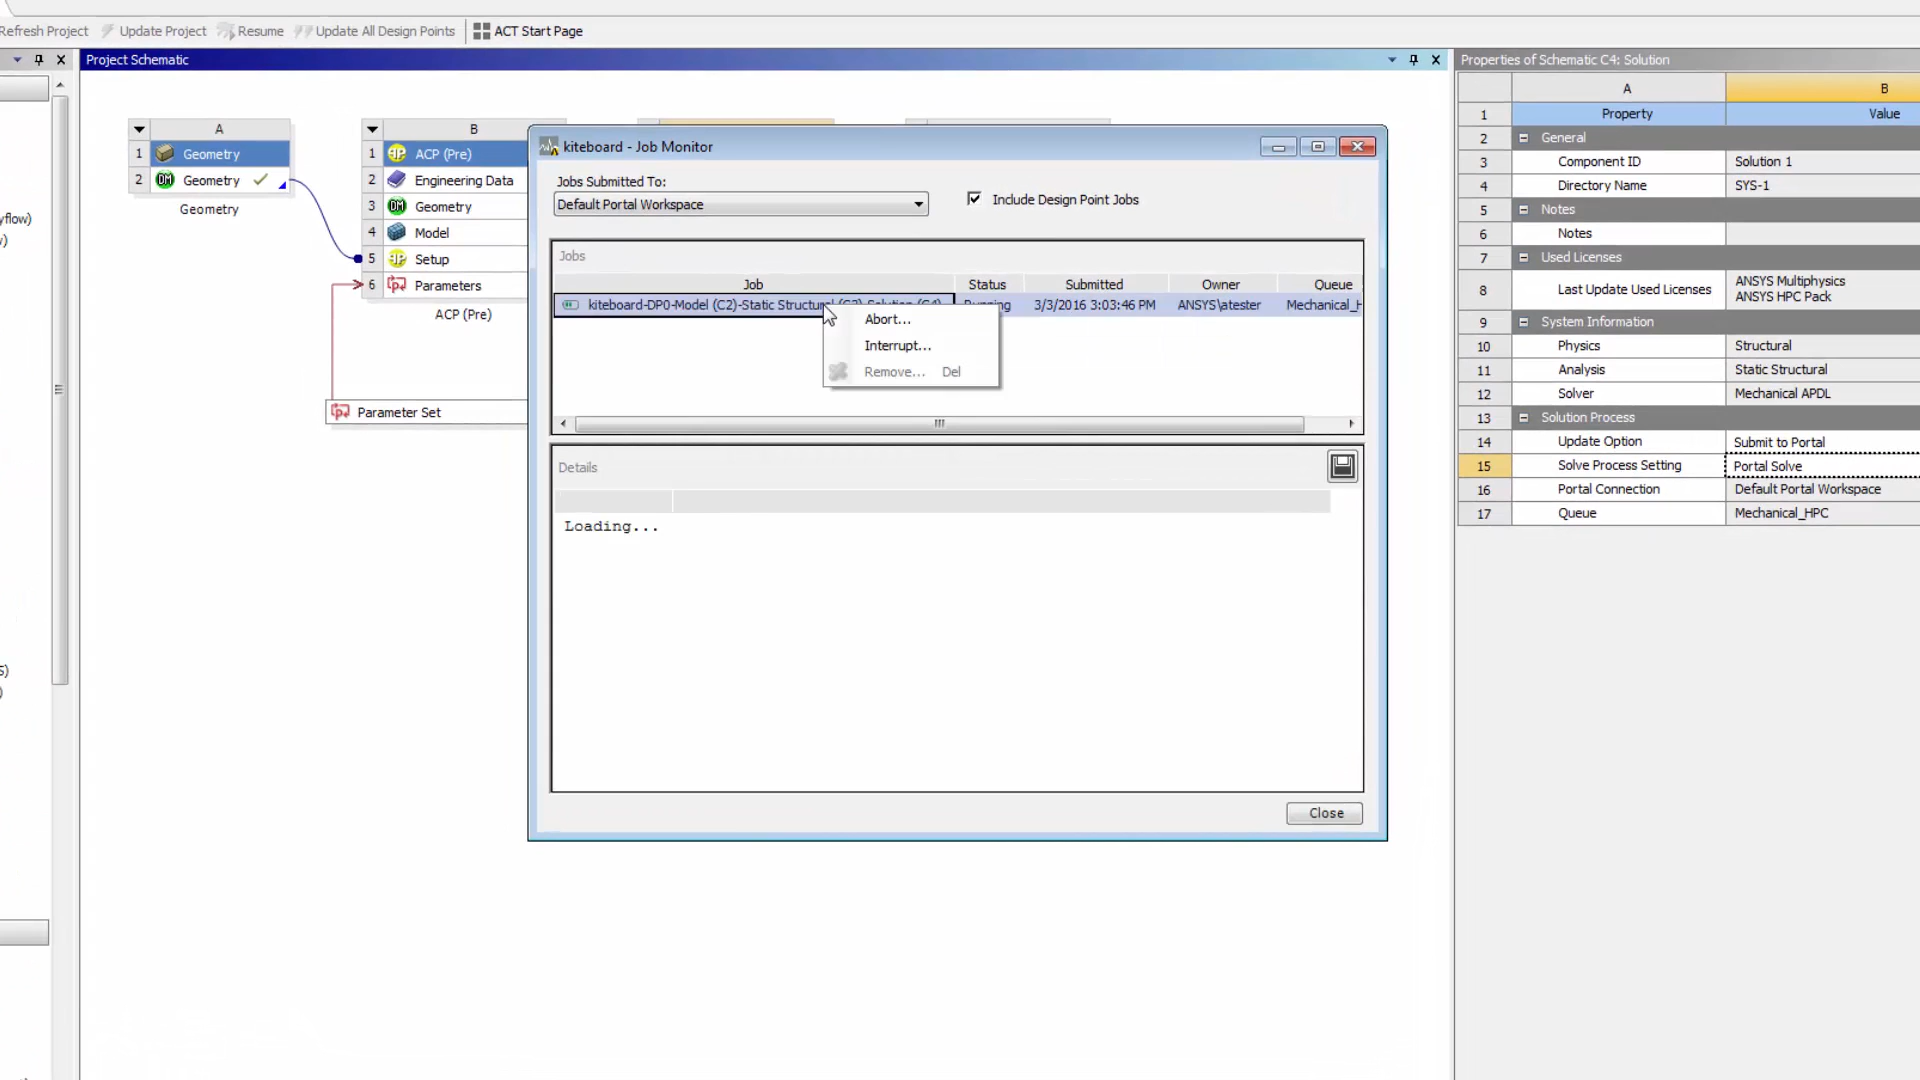 Refresh Project Update Project Resume Update All Design Points ACT Start Page
Project Schematic
Properties of Schematic C4: Solution
A
1 Geometry
2 Geometry
Geometry
B
1 ACP (Pre)
2 Engineering Data
3 Geometry
4 Model
5 Setup
6 Parameters
ACP (Pre)
Parameter Set
yflow)
kiteboard - Job Monitor
Jobs Submitted To:
Default Portal Workspace
Include Design Point Jobs
Jobs
Job Status Submitted Owner Queue
kiteboard-DP0-Model (C2)-Static Structural (C3)-Solution (C4) Running 3/3/2016 3:03:46 PM ANSYS\atester Mechanical_H
Abort...
Interrupt...
Remove... Del
Details
Loading...
Close
A B
1 Property Value
2 General
3 Component ID Solution 1
4 Directory Name SYS-1
5 Notes
6 Notes
7 Used Licenses
8 Last Update Used Licenses ANSYS Multiphysics
ANSYS HPC Pack
9 System Information
10 Physics Structural
11 Analysis Static Structural
12 Solver Mechanical APDL
13 Solution Process
14 Update Option Submit to Portal
15 Solve Process Setting Portal Solve
16 Portal Connection Default Portal Workspace
17 Queue Mechanical_HPC